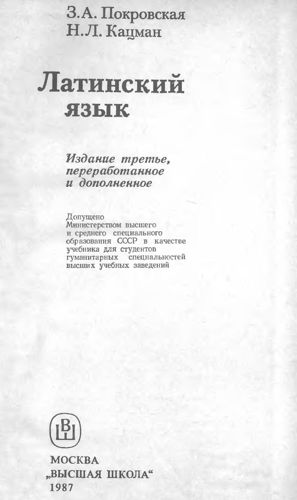 З.А. Покровская
Н.Л. Кацман
Латинский
язык
Издание третье,
переработанное
и дополненное
Допущено
Министерством высшего
и среднего специального
образования СССР в качестве
учебника для студентов
гуманитарных специальностей
высших учебных заведений
ВШ
МОСКВА
„ВЫСШАЯ ШКОЛА“
1987